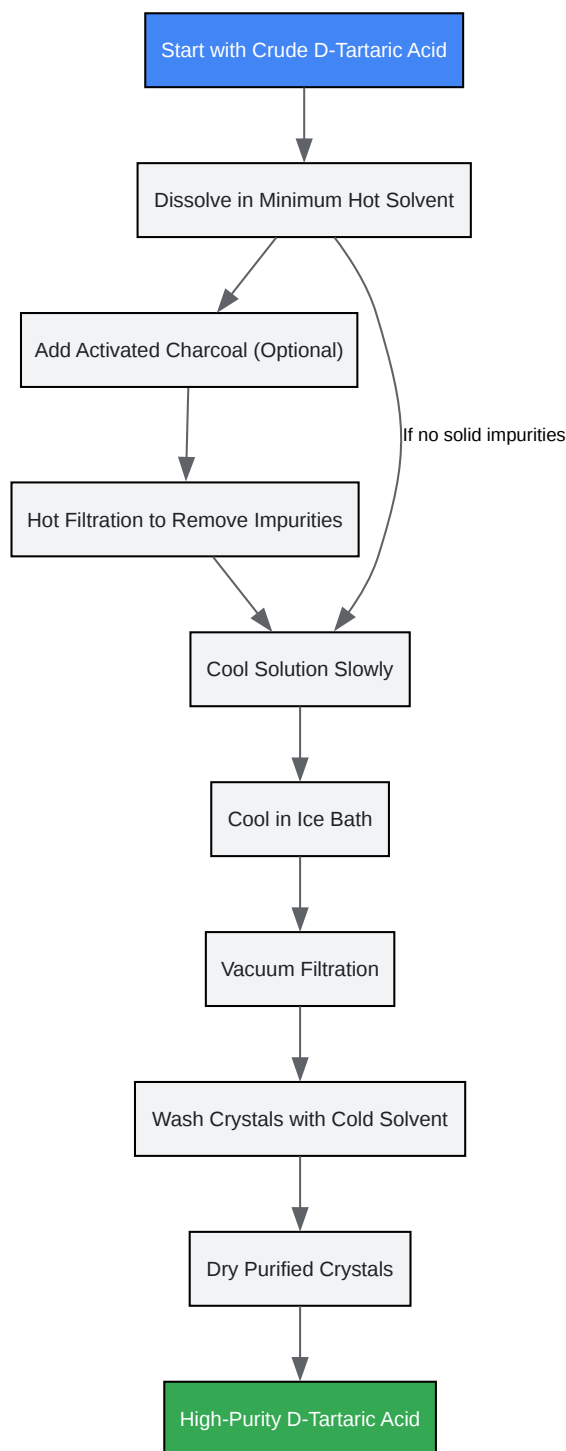 Start with Crude D-Tartaric Acid
Dissolve in Minimum Hot Solvent
Add Activated Charcoal (Optional)
If no solid impurities
Hot Filtration to Remove Impurities
Cool Solution Slowly
Cool in Ice Bath
Vacuum Filtration
Wash Crystals with Cold Solvent
Dry Purified Crystals
High-Purity D-Tartaric Acid